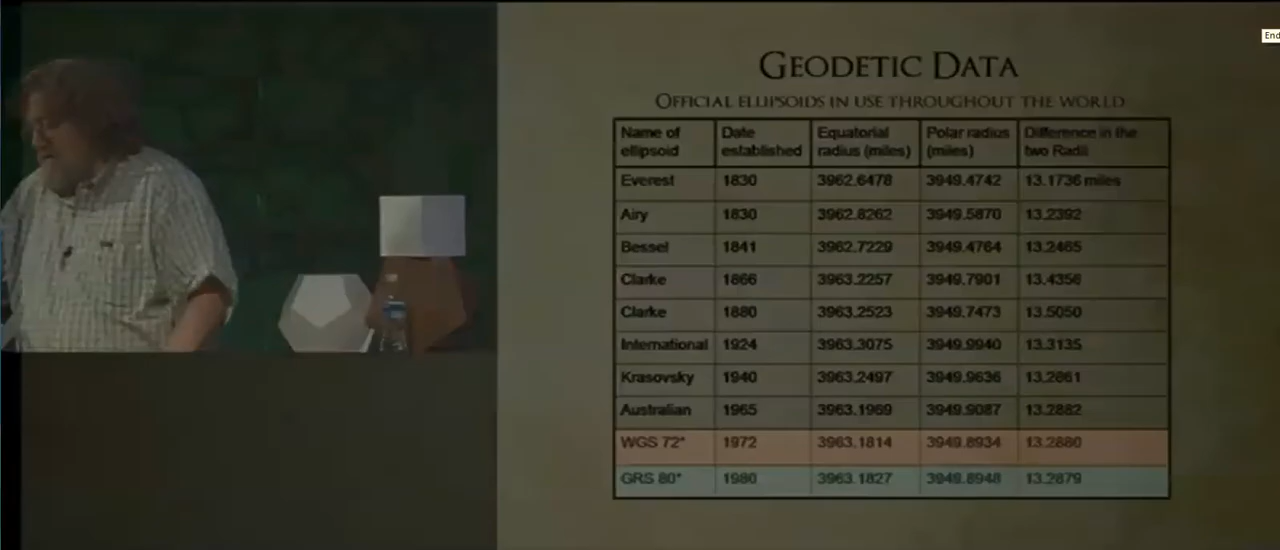 End
GEODETIC DATA
OFFICIAL ELLIPSOIDS IN USE THROUGHOUT THE WORLD
Name of ellipsoid Date established Equatorial radius (miles) Polar radius (miles) Difference in the two Radii
Everest 1830 3962.6478 3949.4742 13.1736 miles
Airy 1830 3962.8262 3949.5870 13.2392
Bessel 1841 3962.7229 3949.4764 13.2465
Clarke 1866 3963.2257 3949.7901 13.4356
Clarke 1880 3963.2523 3949.7473 13.5050
International 1924 3963.3075 3949.9940 13.3135
Krasovsky 1940 3963.2497 3949.9636 13.2861
Australian 1965 3963.1969 3949.9087 13.2882
WGS 72* 1972 3963.1814 3949.8934 13.2880
GRS 80* 1980 3963.1827 3949.8948 13.2879